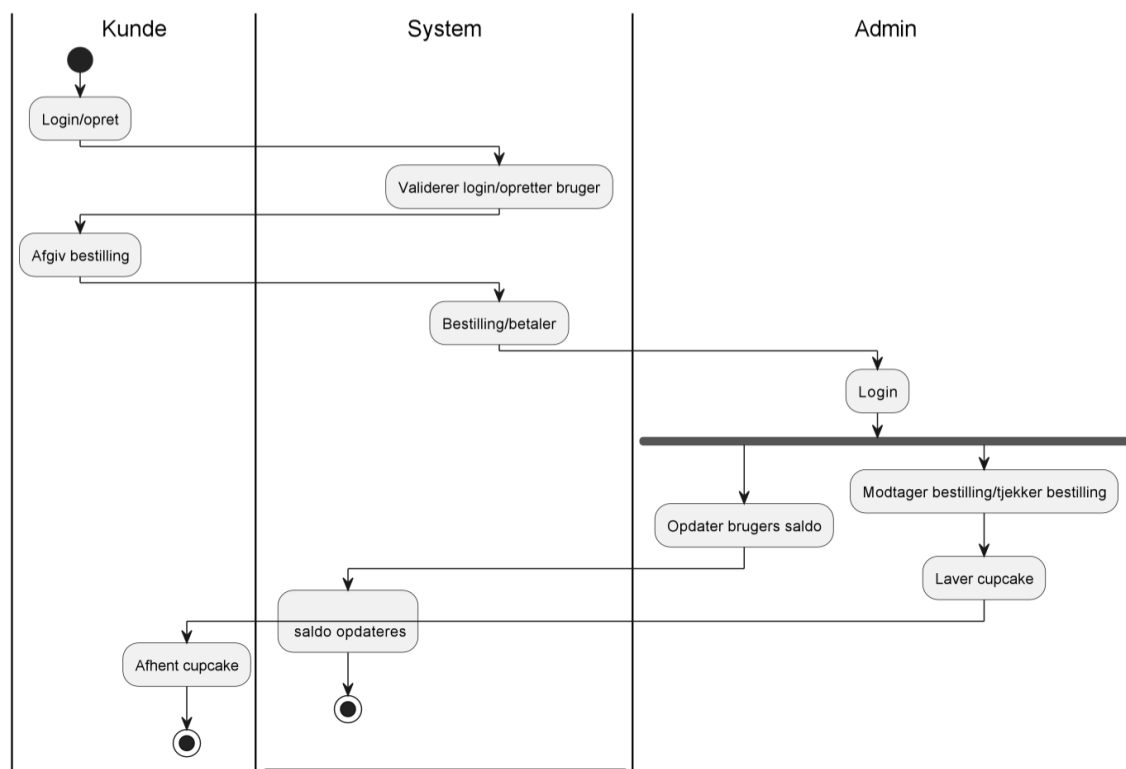 Kunde
System
Admin
Login/opret
Validerer login/opretter bruger
Afgiv bestilling
Bestilling/betaler
Login
Modtager bestilling/tjekker bestilling
Opdater brugers saldo
Laver cupcake
saldo opdateres
Afhent cupcake